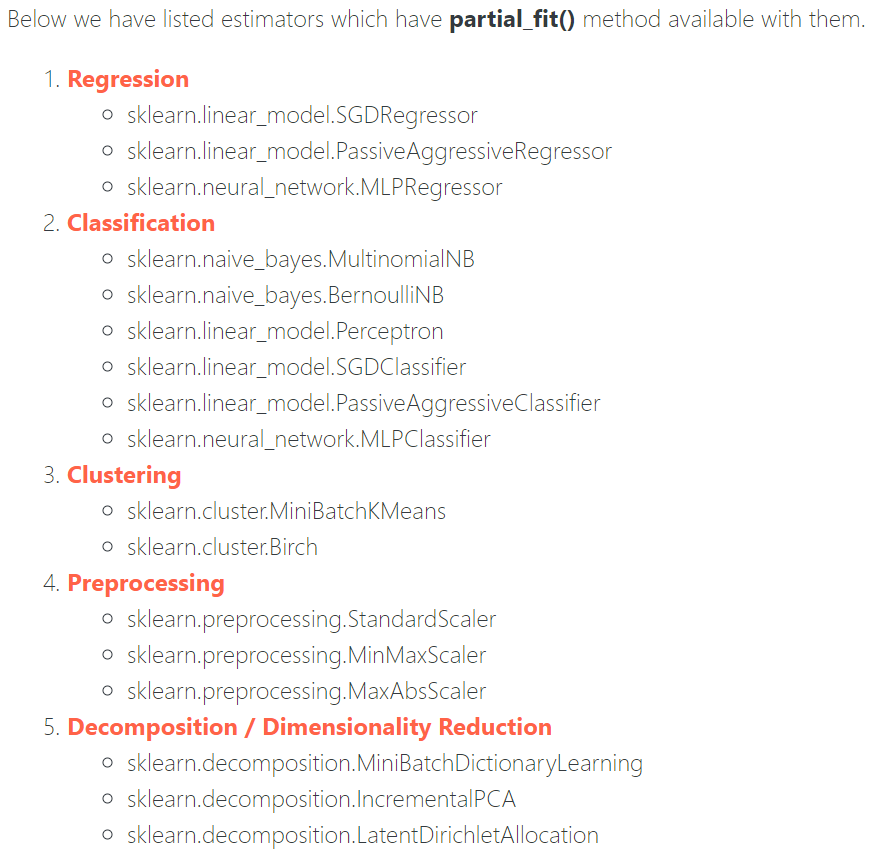 Below we have listed estimators which have partial_fit() method available with them.
1. Regression
○ sklearn.linear_model.SGDRegressor
○ sklearn.linear_model.PassiveAggressiveRegressor
○ sklearn.neural_network.MLPRegressor
2. Classification
○ sklearn.naive_bayes.MultinomialNB
○ sklearn.naive_bayes.BernoulliNB
○ sklearn.linear_model.Perceptron
○ sklearn.linear_model.SGDClassifier
○ sklearn.linear_model.PassiveAggressiveClassifier
○ sklearn.neural_network.MLPClassifier
3. Clustering
○ sklearn.cluster.MiniBatchKMeans
○ sklearn.cluster.Birch
4. Preprocessing
○ sklearn.preprocessing.StandardScaler
○ sklearn.preprocessing.MinMaxScaler
○ sklearn.preprocessing.MaxAbsScaler
5. Decomposition / Dimensionality Reduction
○ sklearn.decomposition.MiniBatchDictionaryLearning
○ sklearn.decomposition.IncrementalPCA
○ sklearn.decomposition.LatentDirichletAllocation